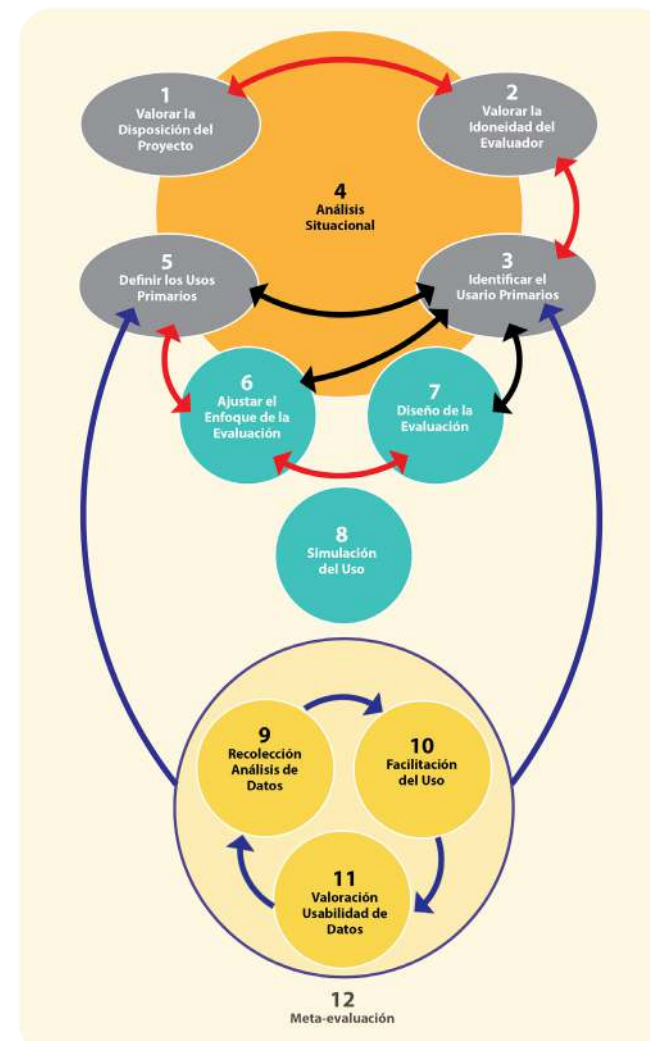 1
Valorar la
Disposición del
Proyecto
2
Valorar la
Idoneidad del
Evaluador
4
Análisis
Situacional
5
Definir los Usos
Primarios
3
Identificar el
Usario Primarios
6
Ajustar el
Enfoque de la
Evaluación
7
Diseño de la
Evaluación
8
Simulación
del Uso
9
Recolección
Análisis de
Datos
10
Facilitación
del Uso
11
Valoración
Usabilidad de
Datos
12
Meta-evaluación